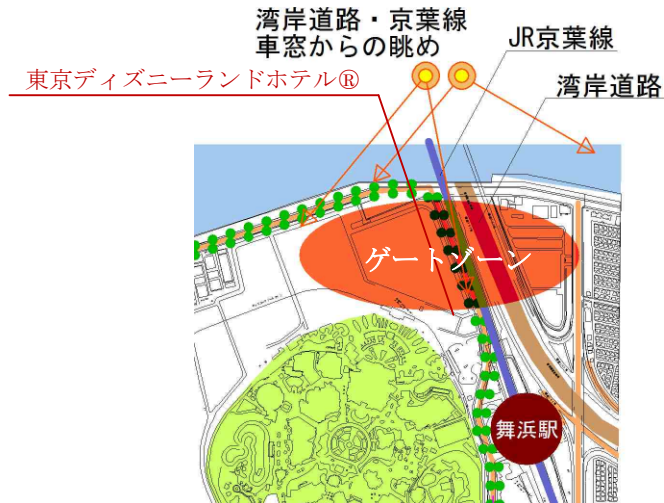 湾岸道路・京葉線
車窓からの眺め
JR京葉線
東京ディズニーランドホテル®
湾岸道路
ゲートゾーン
舞浜駅